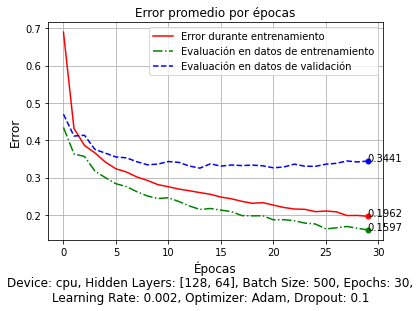 Error promedio por épocas
Error durante entrenamiento
Evaluación en datos de entrenamiento
Evaluación en datos de validación
0.7
0.6
0.5
0.4
0.3
0.2
Error
0.3441
0.1962
0.1597
0 5 10 15 20 25 30
Épocas
Device: cpu, Hidden Layers: [128, 64], Batch Size: 500, Epochs: 30,
Learning Rate: 0.002, Optimizer: Adam, Dropout: 0.1